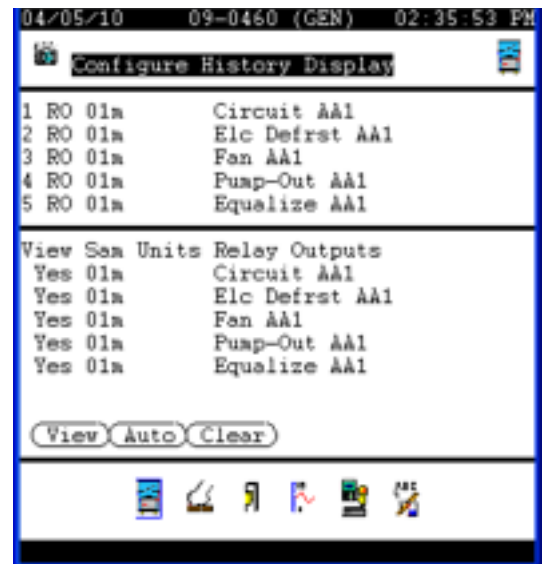 04/05/10 09-0460 (GEN) 02:35:53 PM
Configure History Display
1 RO 01m Circuit AA1
2 RO 01m Elc Defrst AA1
3 RO 01m Fan AA1
4 RO 01m Pump-Out AA1
5 RO 01m Equalize AA1
View Sam Units Relay Outputs
Yes 01m Circuit AA1
Yes 01m Elc Defrst AA1
Yes 01m Fan AA1
Yes 01m Pump-Out AA1
Yes 01m Equalize AA1
View Auto Clear
ABC